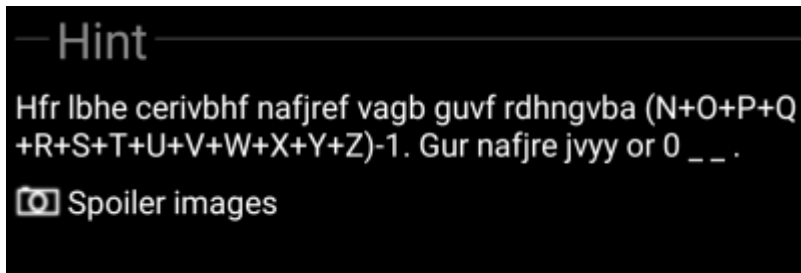 Hint
Hfr lbhe cerivbhf nafjref vagb guvf rdhngvba (N+O+P+Q
+R+S+T+U+V+W+X+Y+Z)-1. Gur nafjre jvyy or 0 _ _ .
Spoiler images